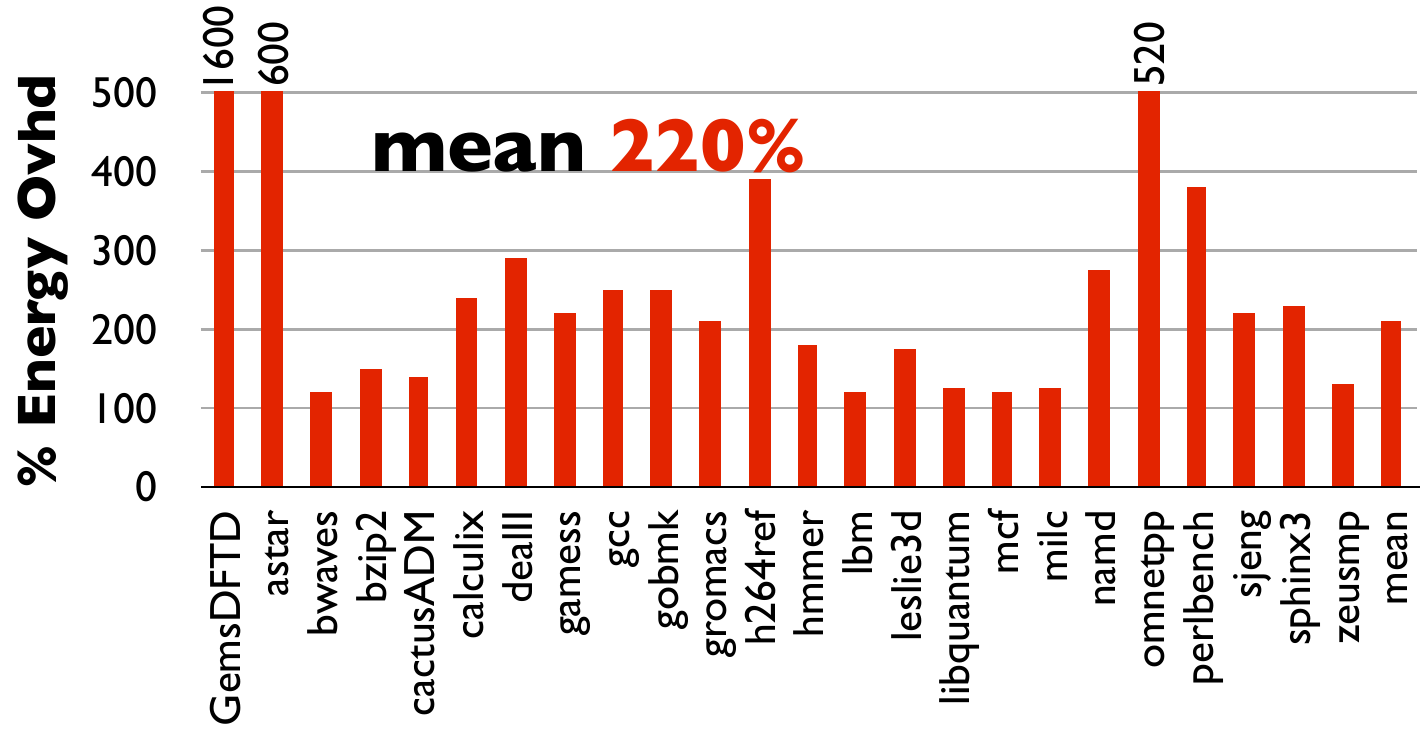 1600
600
520
% Energy Ovhd
500
400
300
200
100
0
mean 220%
GemsDFTD
astar
bwaves
bzip2
cactusADM
calculix
dealII
gamess
gcc
gobmk
gromacs
h264ref
hmmer
lbm
leslie3d
libquantum
mcf
milc
namd
omnetpp
perlbench
sjeng
sphinx3
zeusmp
mean